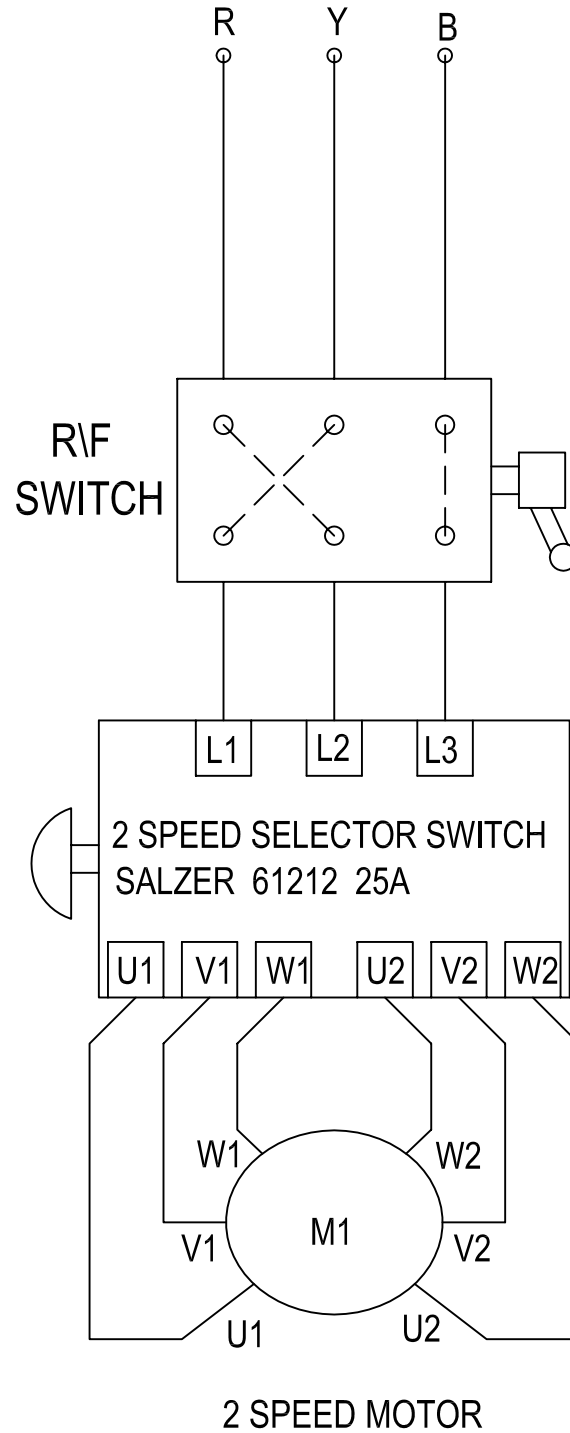 R Y B
R\F
SWITCH
L1 L2 L3
2 SPEED SELECTOR SWITCH
SALZER 61212 25A
U1 V1 W1 U2 V2 W2
W1 W2
M1
V1 V2
U1 U2
2 SPEED MOTOR